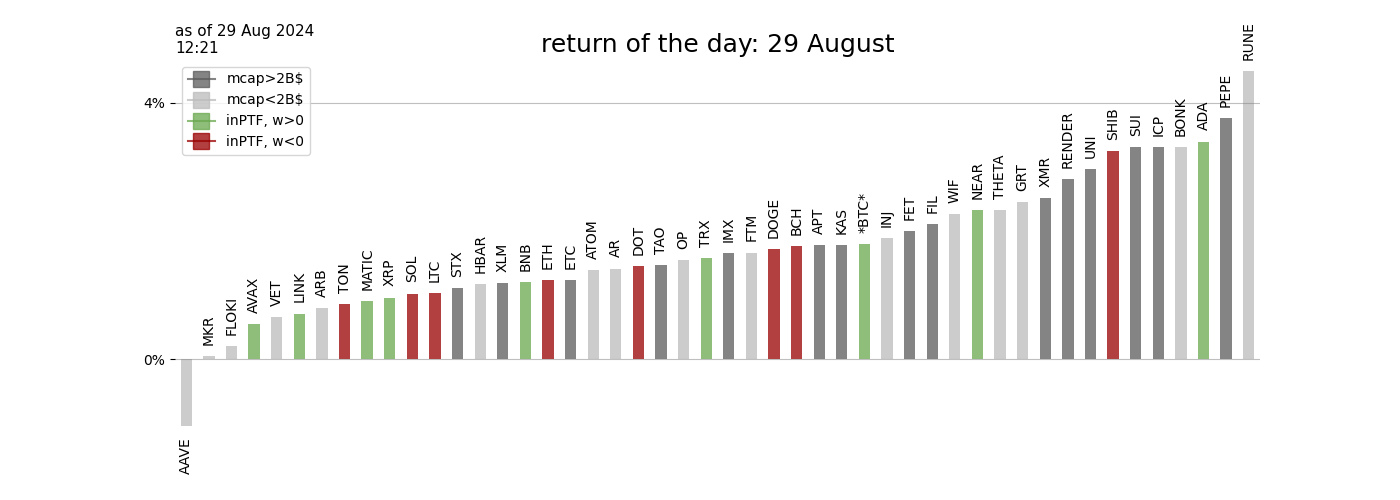 as of 29 Aug 2024
12:21
return of the day: 29 August
mcap>2B$
mcap<2B$
inPTF, w>0
inPTF, w<0
4%
0%
AAVE
MKR
FLOKI
AVAX
VET
LINK
ARB
TON
MATIC
XRP
SOL
LTC
STX
HBAR
XLM
BNB
ETH
ETC
ATOM
AR
DOT
TAO
OP
TRX
IMX
FTM
DOGE
BCH
APT
KAS
*BTC*
INJ
FET
FIL
WIF
NEAR
THETA
GRT
XMR
RENDER
UNI
SHIB
SUI
ICP
BONK
ADA
PEPE
RUNE